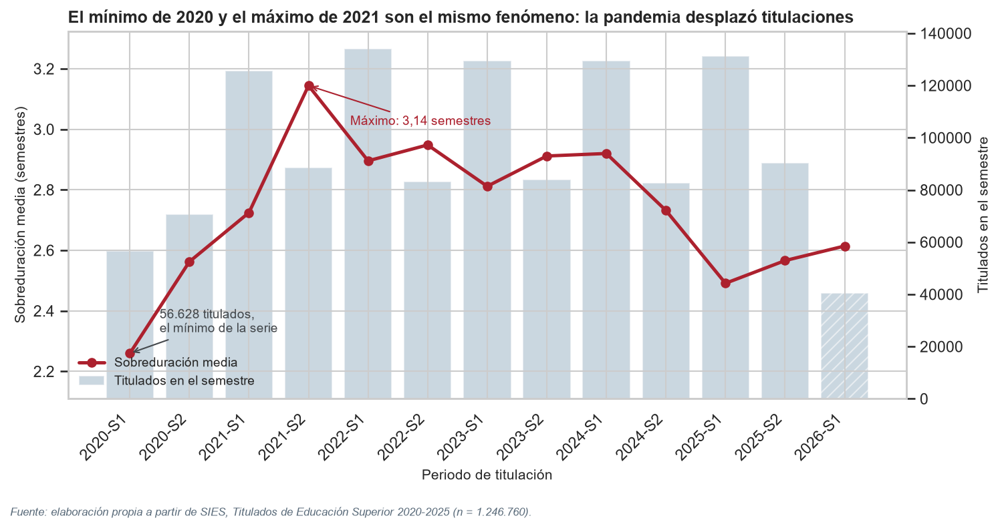 El mínimo de 2020 y el máximo de 2021 son el mismo fenómeno: la pandemia desplazó titulaciones
Sobreduración media (semestres)
3.2
3.0
2.8
2.6
2.4
2.2
140000
120000
100000
80000
60000
40000
20000
0
Titulados en el semestre
Máximo: 3,14 semestres
56.628 titulados,
el mínimo de la serie
Sobreduración media
Titulados en el semestre
2020-S1
2020-S2
2021-S1
2021-S2
2022-S1
2022-S2
2023-S1
2023-S2
2024-S1
2024-S2
2025-S1
2025-S2
2026-S1
Periodo de titulación
Fuente: elaboración propia a partir de SIES, Titulados de Educación Superior 2020-2025 (n = 1.246.760).